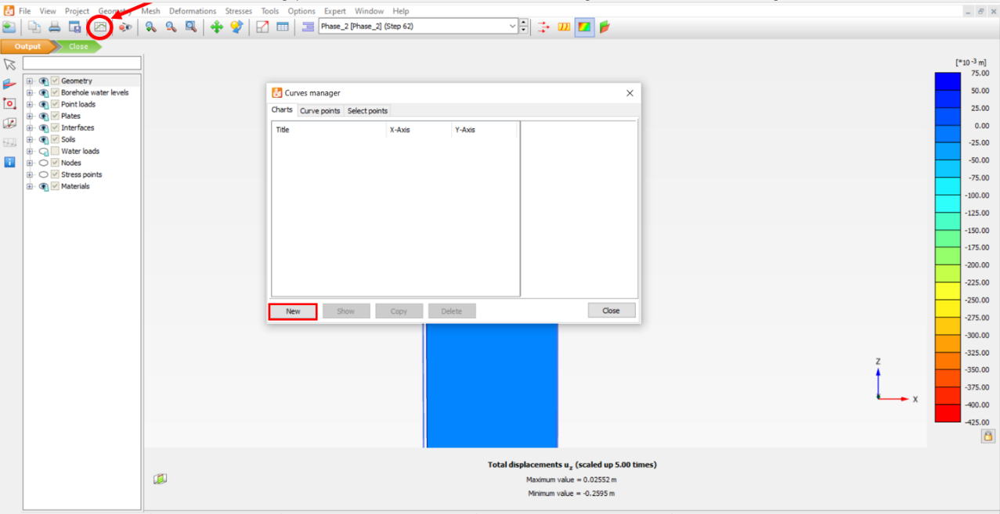 File View Project Geometry Mesh Deformations Stresses Tools Options Expert Window Help
Phase_2 [Phase_2] (Step 62)
Output Close
Geometry
Borehole water levels
Point loads
Plates
Interfaces
Soils
Water loads
Nodes
Stress points
Materials
Curves manager
Charts Curve points Select points
Title X-Axis Y-Axis
New Show Copy Delete Close
[*10 -3 m]
75.00
50.00
25.00
0.00
-25.00
-50.00
-75.00
-100.00
-125.00
-150.00
-175.00
-200.00
-225.00
-250.00
-275.00
-300.00
-325.00
-350.00
-375.00
-400.00
-425.00
Z
X
Total displacements uz (scaled up 5.00 times)
Maximum value = 0.02552 m
Minimum value = -0.2595 m